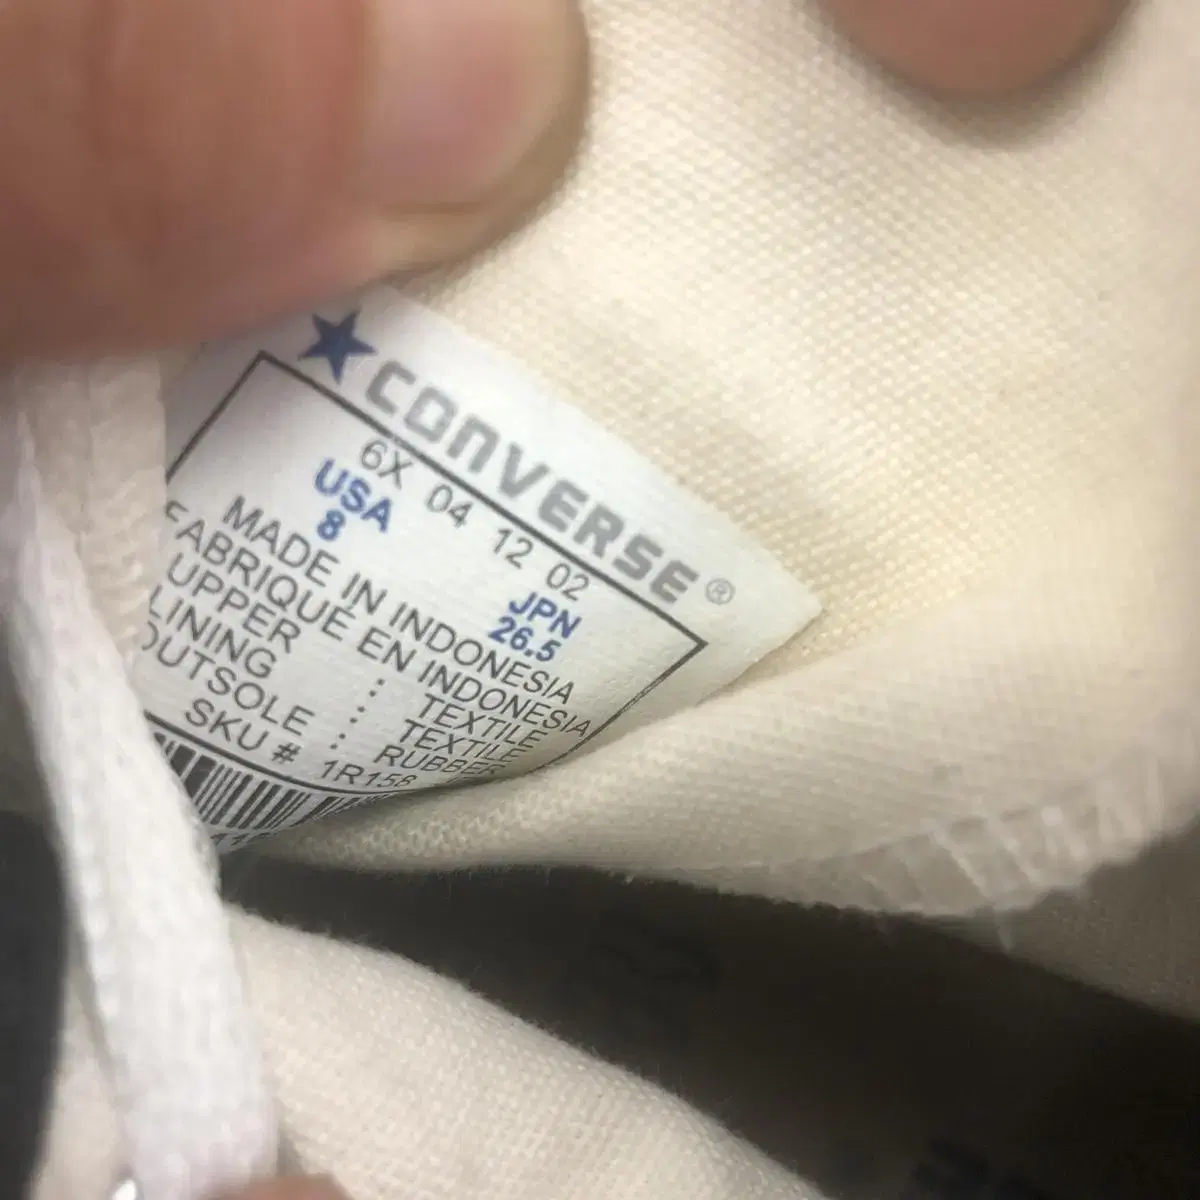 CONVERSE®
6X 04 12 02
USA JPN
8 26.5
MADE IN INDONESIA
FABRIQUE EN INDONESIA
UPPER : TEXTILE
LINING : TEXTILE
OUTSOLE : RUBBER
SKU # 1R158